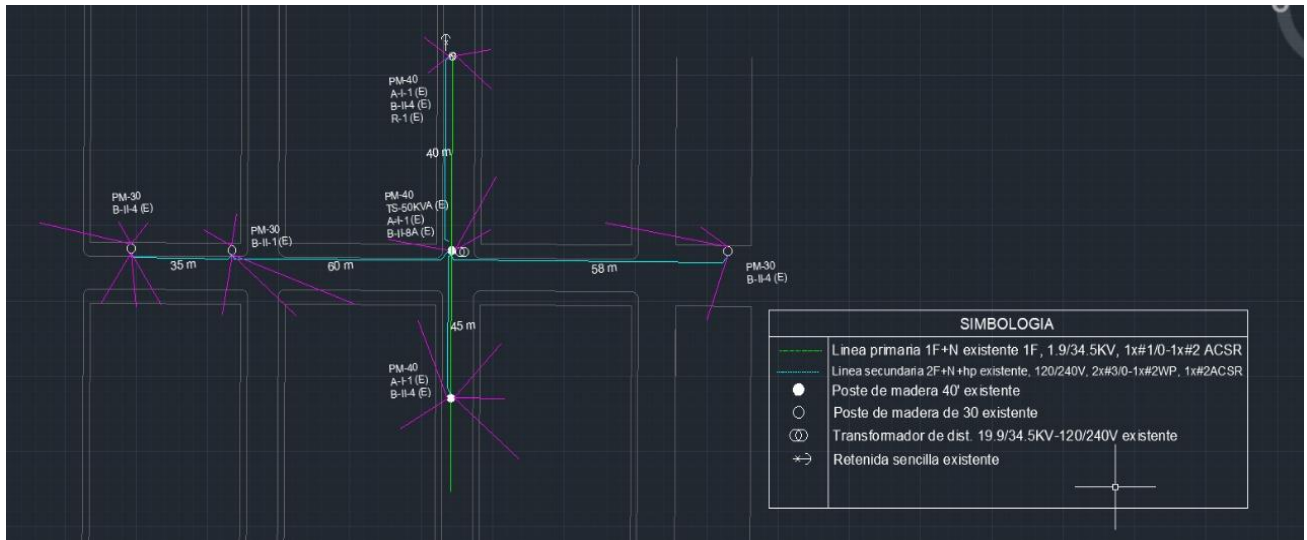 PM-40
A-I-1 (E)
B-II-4 (E)
R-1 (E)
40 m
PM-30
B-II-4 (E)
PM-30
B-II-1 (E)
PM-40
TS-50KVA (E)
A-I-1 (E)
B-II-8A (E)
35 m
60 m
58 m
PM-30
B-II-4 (E)
45 m
PM-40
A-I-1 (E)
B-II-4 (E)
SIMBOLOGIA
Linea primaria 1F+N existente 1F, 1.9/34.5KV, 1x#1/0-1x#2 ACSR
Linea secundaria 2F+N+hp existente, 120/240V, 2x#3/0-1x#2WP, 1x#2ACSR
Poste de madera 40' existente
Poste de madera de 30 existente
Transformador de dist. 19.9/34.5KV-120/240V existente
Retenida sencilla existente